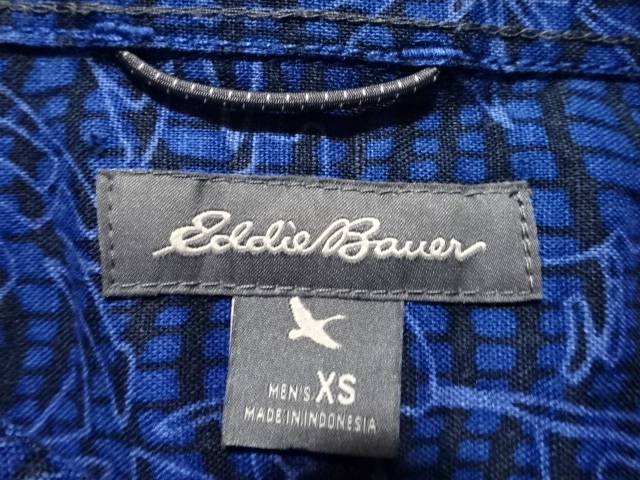 Eddie Bauer
MEN'S XS
MADE IN INDONESIA